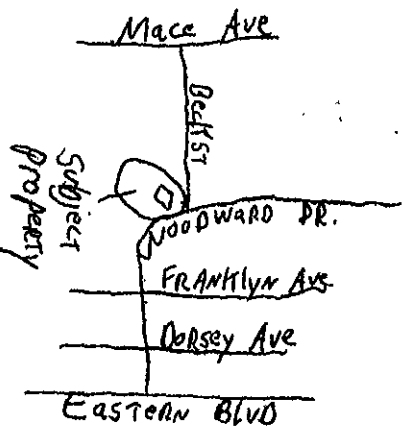 Mace Ave
Beck ST
Subject
Property
WOODWARD DR.
FRANKLYN Ave
DORSEY Ave
EASTERN BLVD